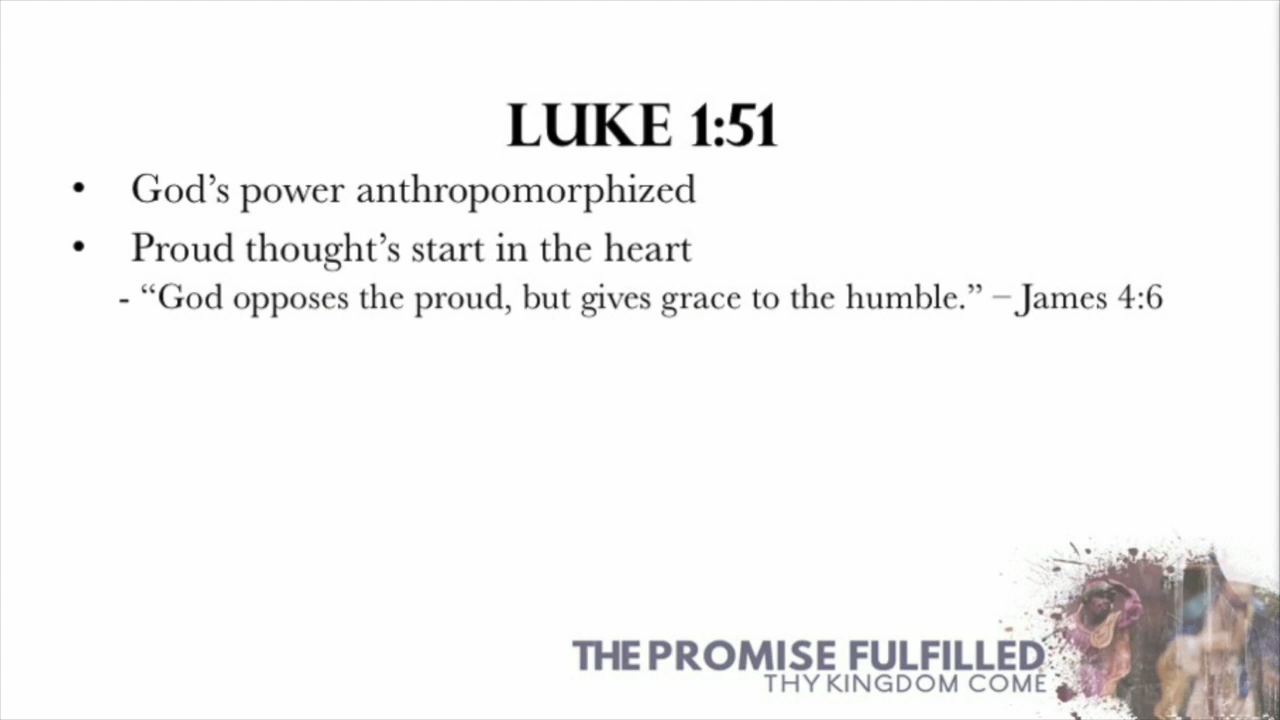 LUKE 1:51
• God’s power anthropomorphized
• Proud thought’s start in the heart
- “God opposes the proud, but gives grace to the humble.” – James 4:6
THE PROMISE FULFILLED
THY KINGDOM COME